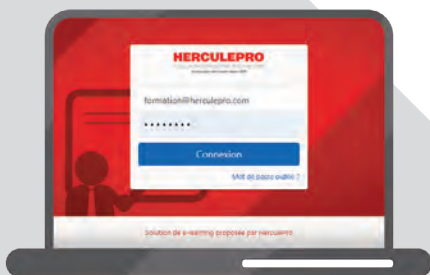 HERCULEPRO
formation@herculepro.com
••••••••
Connexion
Mot de passe oublié ?
Solution de e-learning proposée par Herculepro